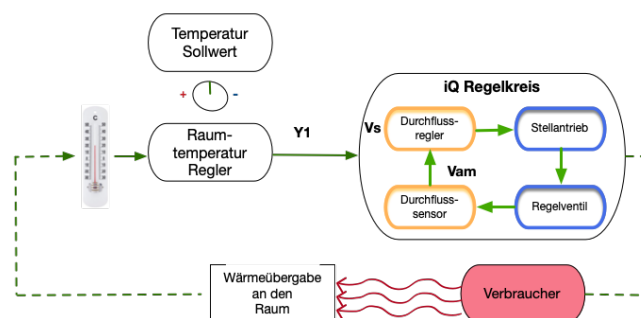 Temperatur
Sollwert
+ -
C
Raum-
temperatur
Regler
Y1
iQ Regelkreis
Vs
Durchfluss-
regler
Stellantrieb
Vam
Durchfluss-
sensor
Regelventil
Wärmeübergabe
an den
Raum
Verbraucher